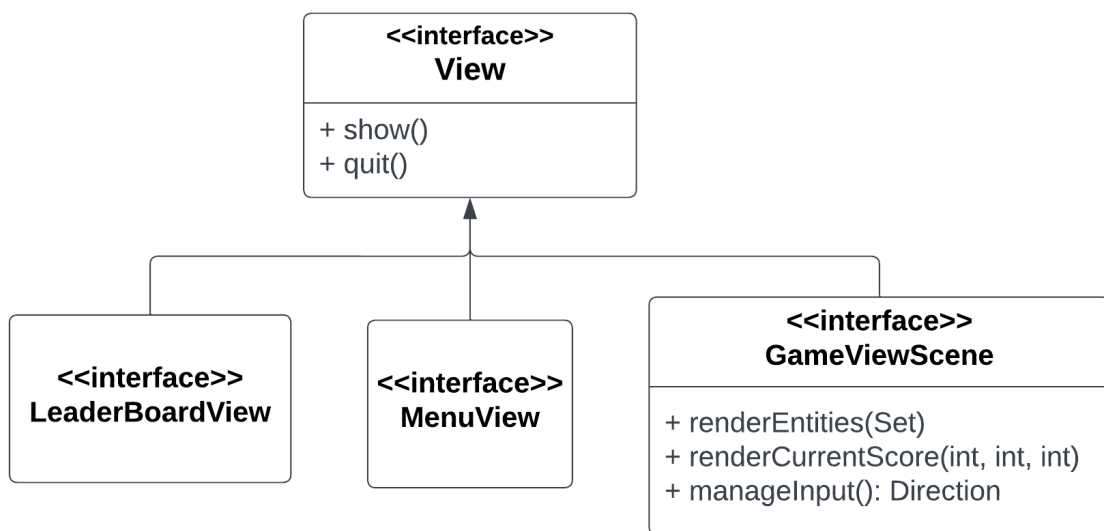 <<interface>>
View
+ show()
+ quit()
<<interface>>
LeaderBoardView
<<interface>>
MenuView
<<interface>>
GameViewScene
+ renderEntities(Set)
+ renderCurrentScore(int, int, int)
+ manageInput(): Direction